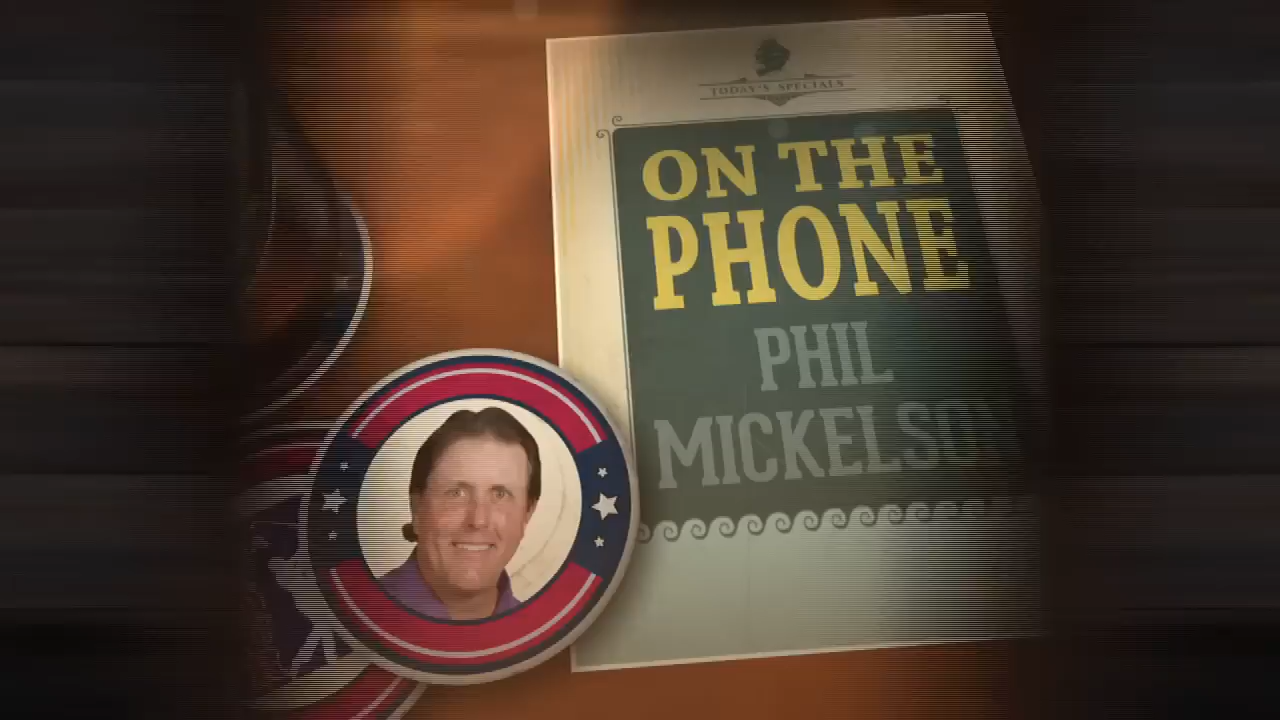 TODAY'S SPECIALS
ON THE
PHONE
PHIL
MICKELSON